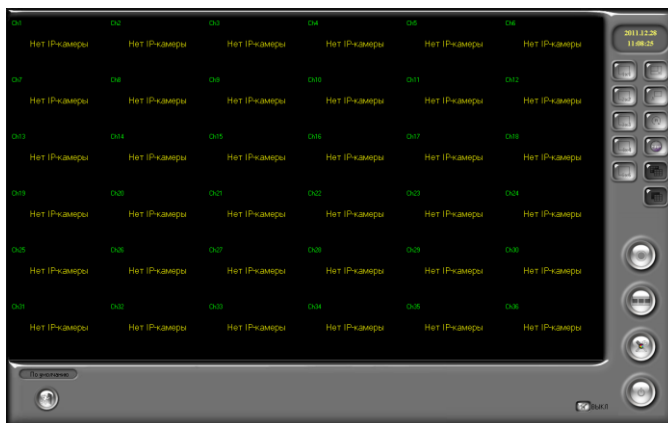 Ch1 Ch2 Ch3 Ch4 Ch5 Ch6
2011.12.28
11:08:25
Нет IP-камеры Нет IP-камеры Нет IP-камеры Нет IP-камеры Нет IP-камеры Нет IP-камеры
Ch7 Ch8 Ch9 Ch10 Ch11 Ch12
Нет IP-камеры Нет IP-камеры Нет IP-камеры Нет IP-камеры Нет IP-камеры Нет IP-камеры
Ch13 Ch14 Ch15 Ch16 Ch17 Ch18
Нет IP-камеры Нет IP-камеры Нет IP-камеры Нет IP-камеры Нет IP-камеры Нет IP-камеры
Ch19 Ch20 Ch21 Ch22 Ch23 Ch24
Нет IP-камеры Нет IP-камеры Нет IP-камеры Нет IP-камеры Нет IP-камеры Нет IP-камеры
Ch25 Ch26 Ch27 Ch28 Ch29 Ch30
Нет IP-камеры Нет IP-камеры Нет IP-камеры Нет IP-камеры Нет IP-камеры Нет IP-камеры
Ch31 Ch32 Ch33 Ch34 Ch35 Ch36
Нет IP-камеры Нет IP-камеры Нет IP-камеры Нет IP-камеры Нет IP-камеры Нет IP-камеры
По умолчанию
ВЫКЛ